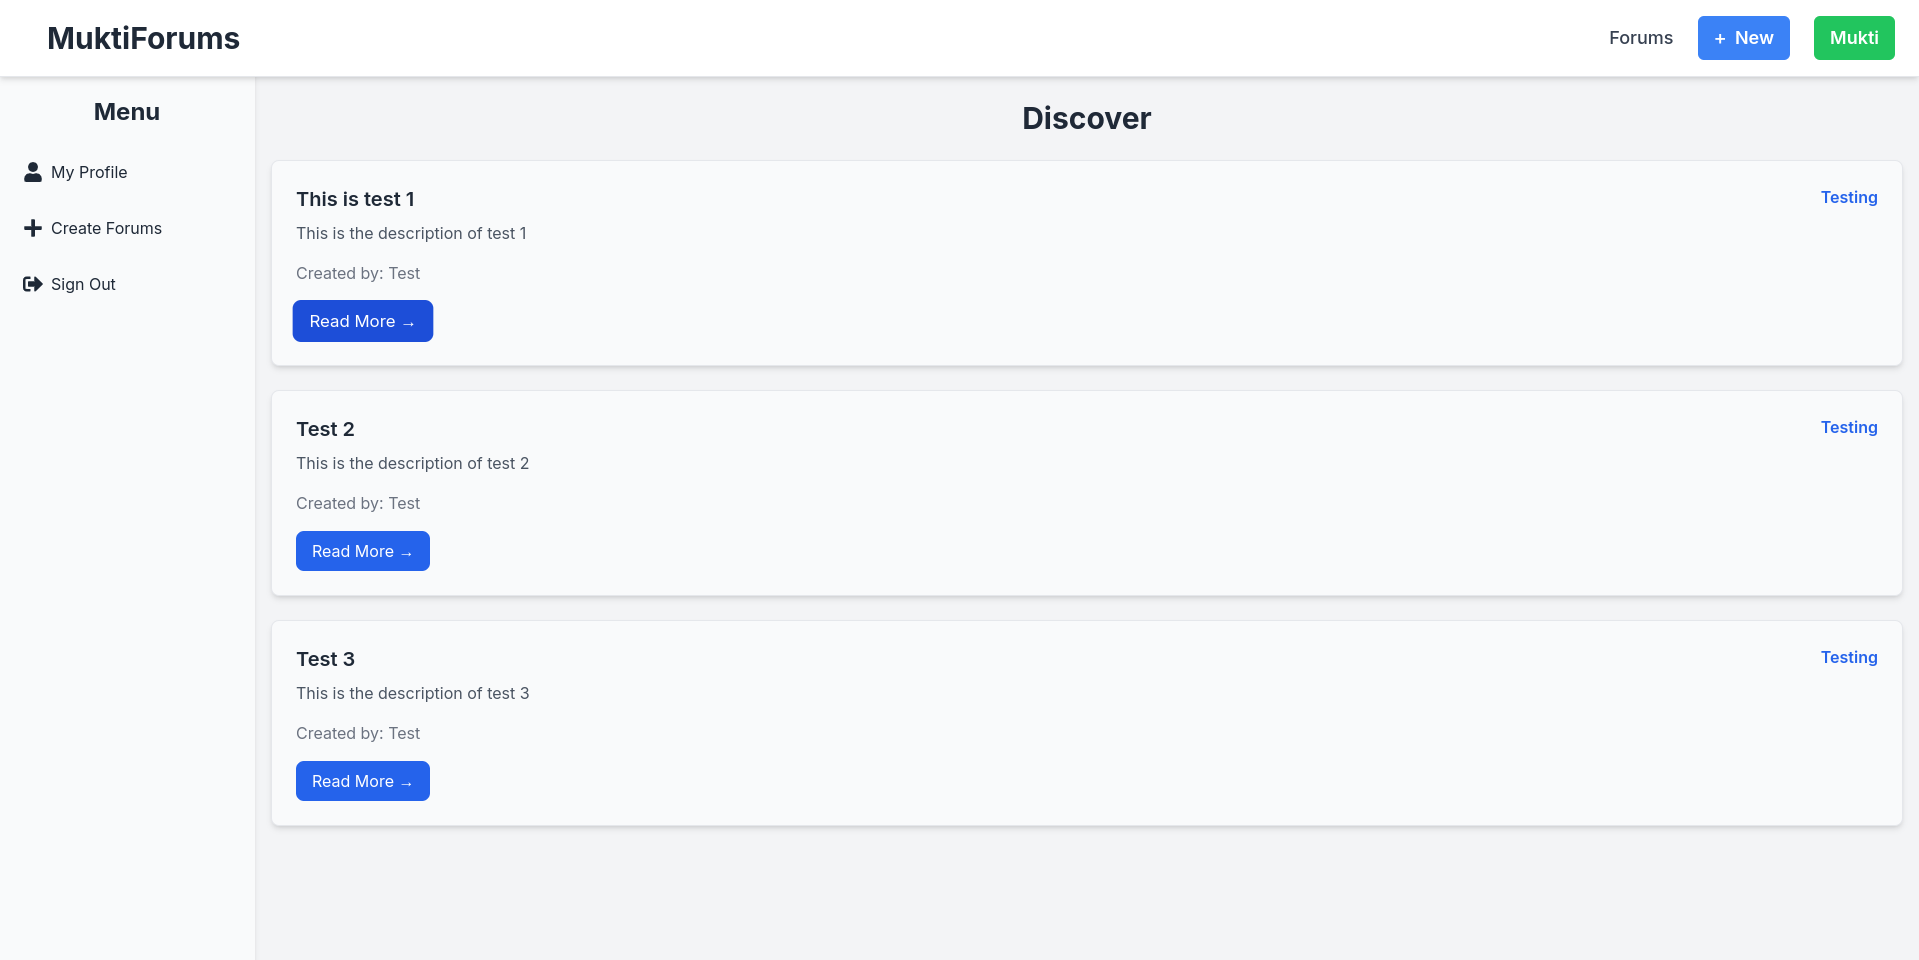 MuktiForums
Forums
+ New
Mukti
Menu
My Profile
Create Forums
Sign Out
Discover
This is test 1
Testing
This is the description of test 1
Created by: Test
Read More →
Test 2
Testing
This is the description of test 2
Created by: Test
Read More →
Test 3
Testing
This is the description of test 3
Created by: Test
Read More →